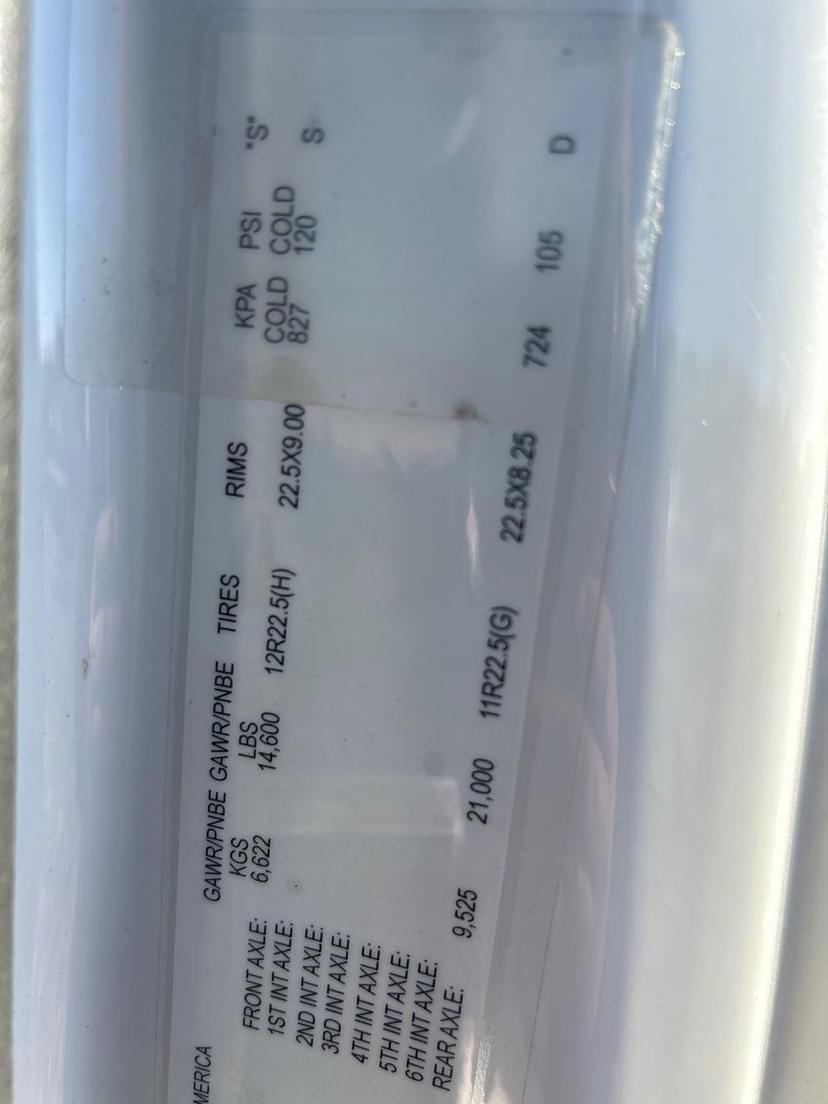 MERICA
GAWR/PNBE GAWR/PNBE TIRES RIMS KPA PSI "S"
KGS LBS COLD COLD
FRONT AXLE: 6,622 14,600 12R22.5(H) 22.5X9.00 827 120 S
1ST INT AXLE:
2ND INT AXLE:
3RD INT AXLE:
4TH INT AXLE:
5TH INT AXLE:
6TH INT AXLE:
REAR AXLE: 9,525 21,000 11R22.5(G) 22.5X8.25 724 105 D